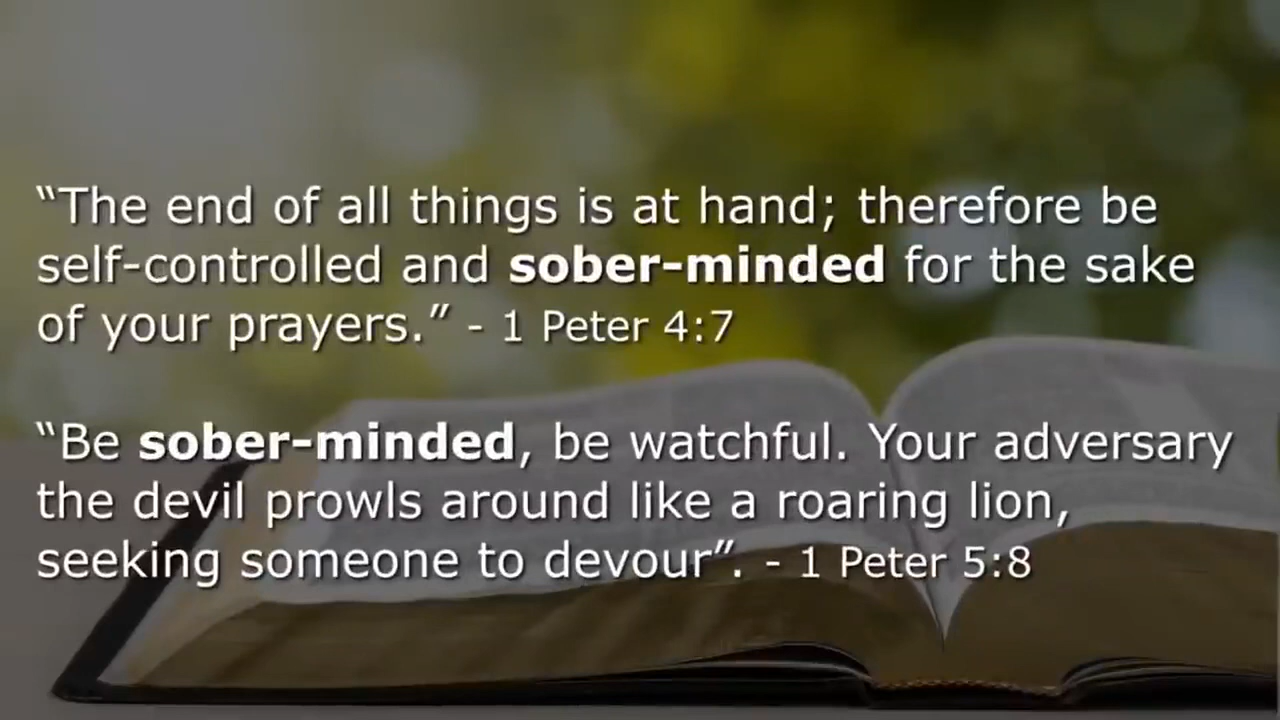 “The end of all things is at hand; therefore be
self-controlled and sober-minded for the sake
of your prayers.” - 1 Peter 4:7
“Be sober-minded, be watchful. Your adversary
the devil prowls around like a roaring lion,
seeking someone to devour”. - 1 Peter 5:8